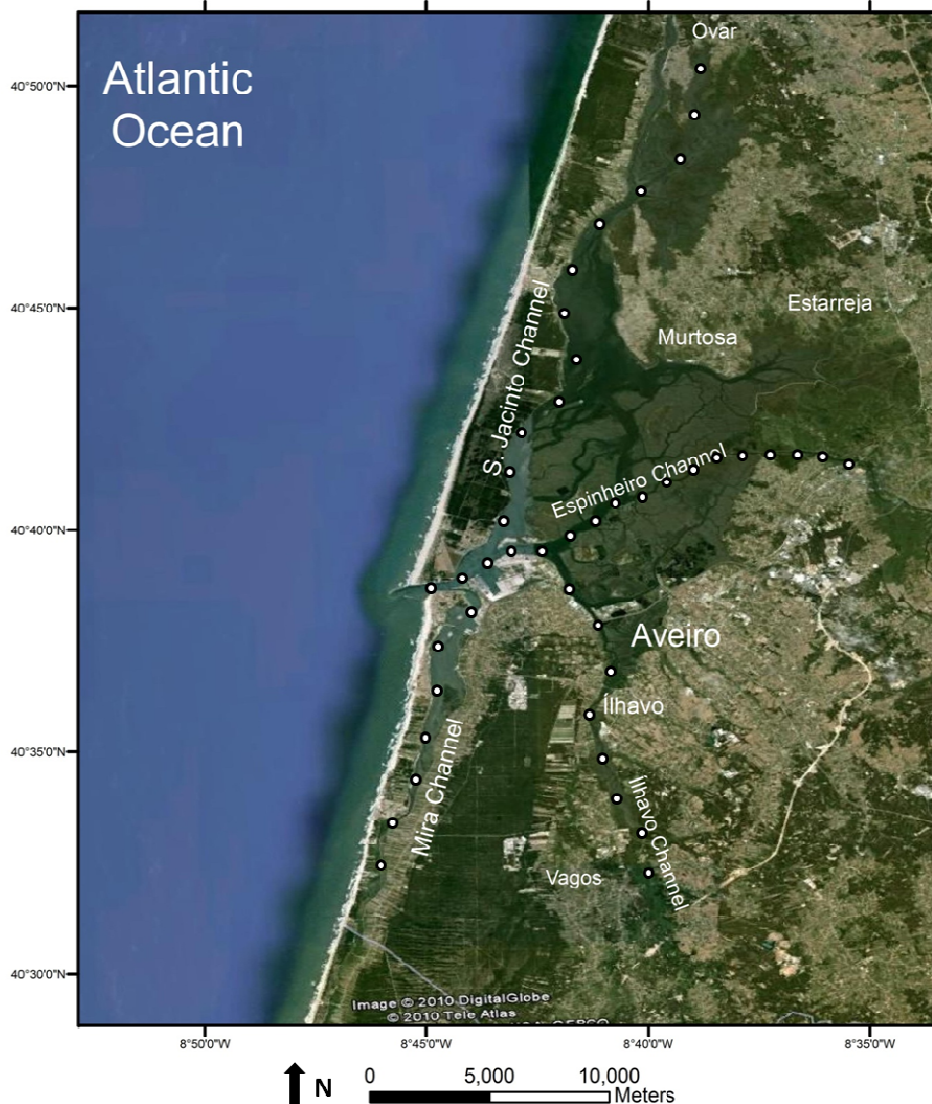 Ovar
40°50'0"N
Atlantic
Ocean
40°45'0"N
Estarreja
Murtosa
S. Jacinto Channel
Espinheiro Channel
40°40'0"N
Aveiro
Ílhavo
40°35'0"N
Mira Channel
Ílhavo Channel
Vagos
40°30'0"N
Image © 2010 DigitalGlobe
© 2010 Tele Atlas
8°50'0"W 8°45'0"W 8°40'0"W 8°35'0"W
N
0 5,000 10,000
Meters